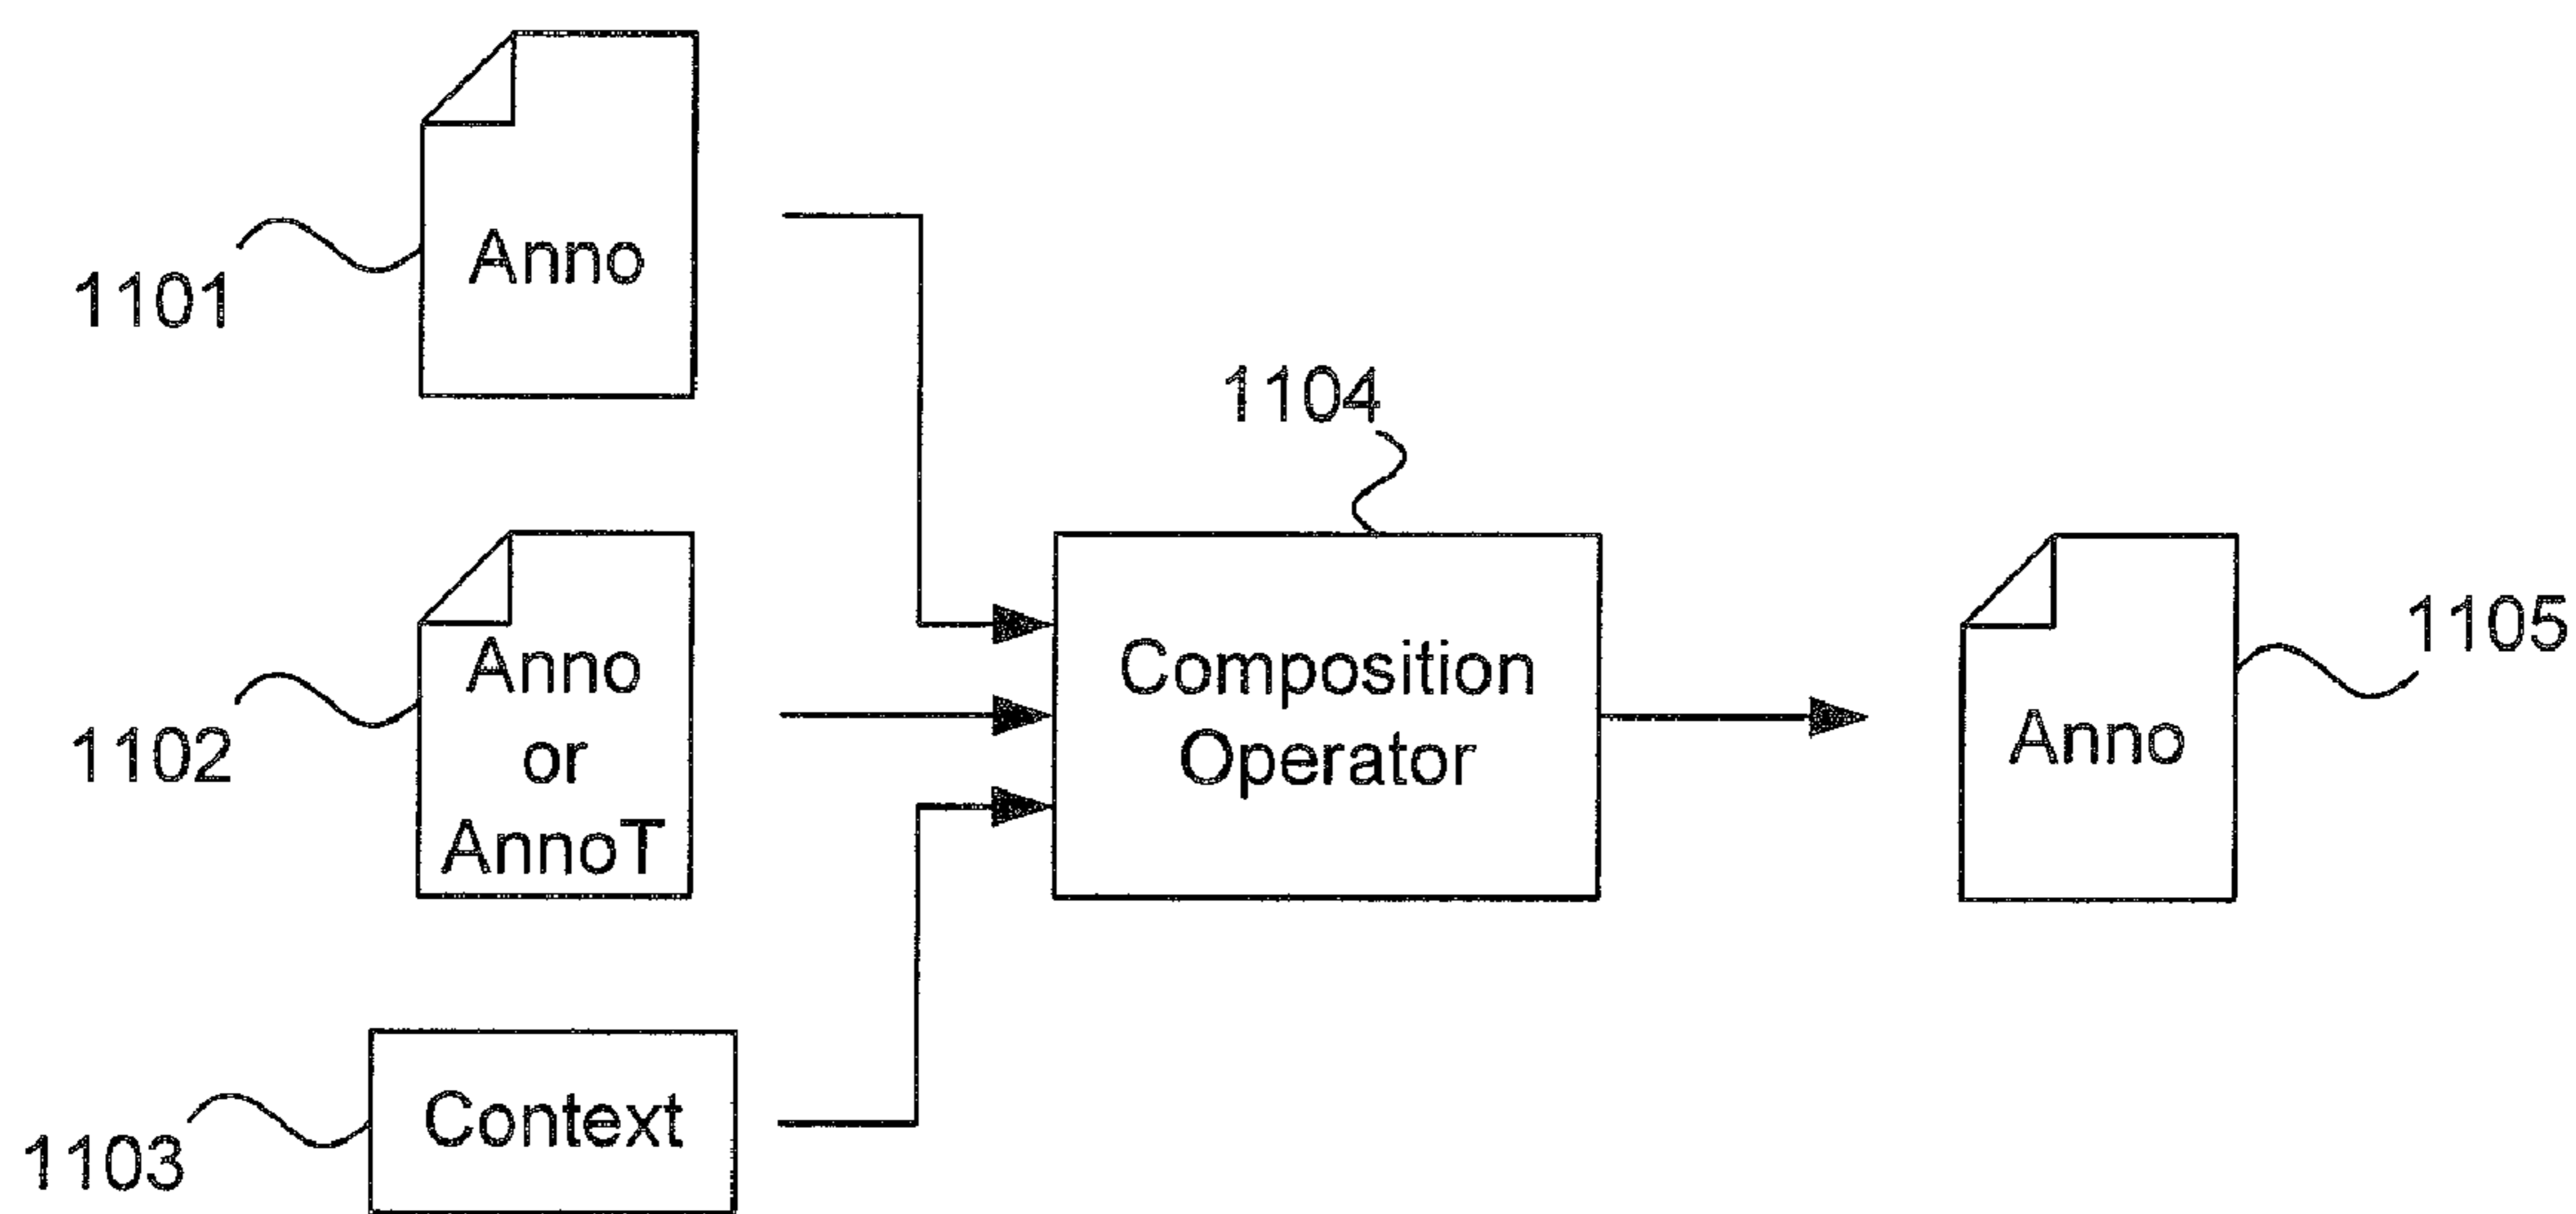 Anno
1101
1104
Anno
or
AnnoT
1102
Composition
Operator
Anno
1105
Context
1103